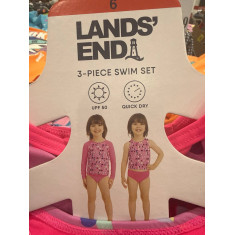 6
LANDS'
END
3-PIECE SWIM SET
UPF 50
QUICK DRY